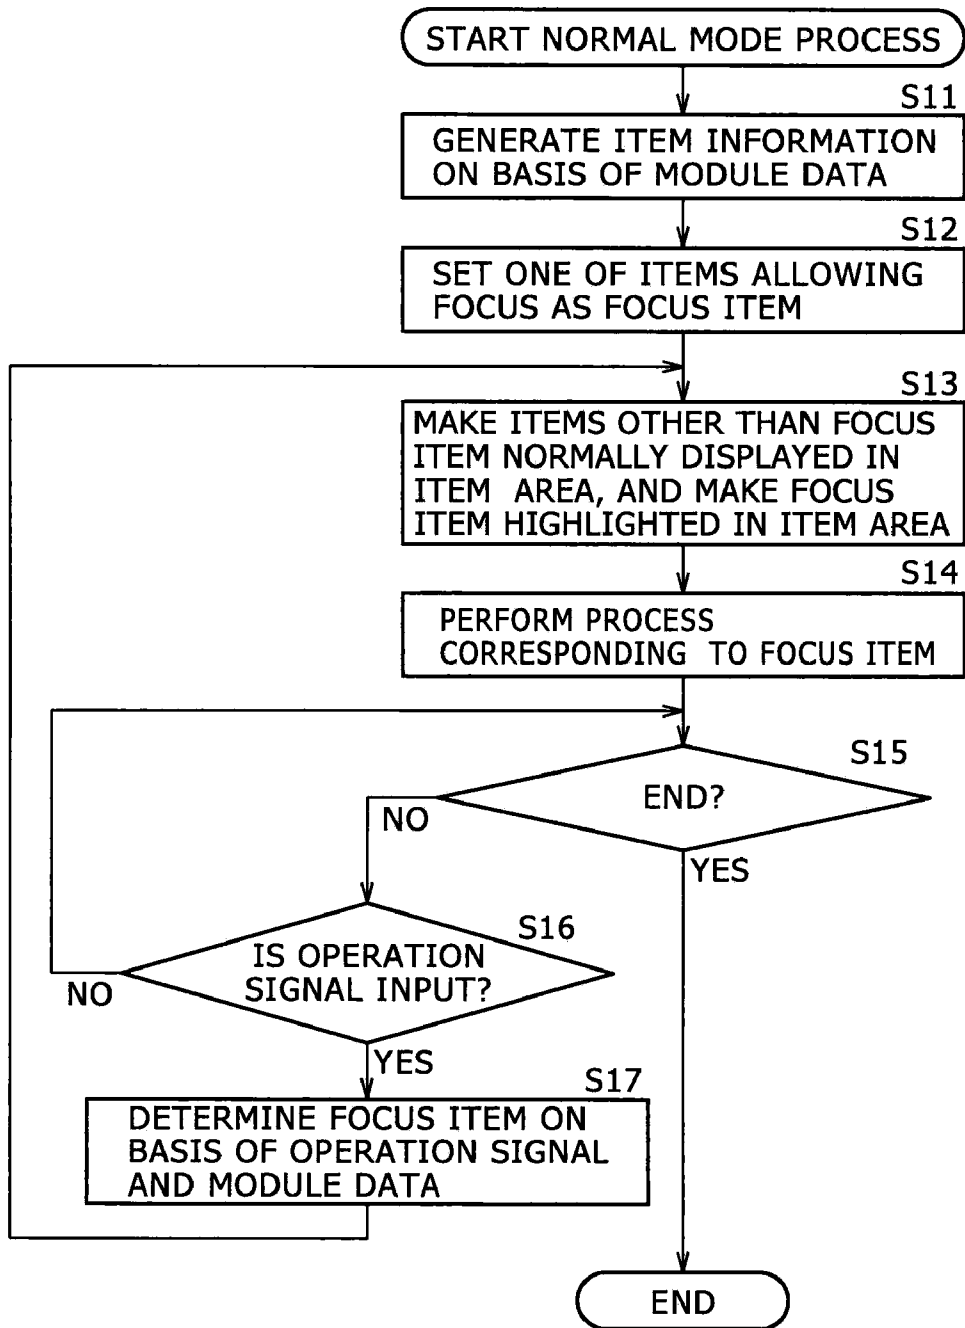 START NORMAL MODE PROCESS
S11
GENERATE ITEM INFORMATION
ON BASIS OF MODULE DATA
S12
SET ONE OF ITEMS ALLOWING
FOCUS AS FOCUS ITEM
S13
MAKE ITEMS OTHER THAN FOCUS
ITEM NORMALLY DISPLAYED IN
ITEM AREA, AND MAKE FOCUS
ITEM HIGHLIGHTED IN ITEM AREA
S14
PERFORM PROCESS
CORRESPONDING TO FOCUS ITEM
S15
END?
NO
YES
S16
IS OPERATION
SIGNAL INPUT?
NO
YES
S17
DETERMINE FOCUS ITEM ON
BASIS OF OPERATION SIGNAL
AND MODULE DATA
END